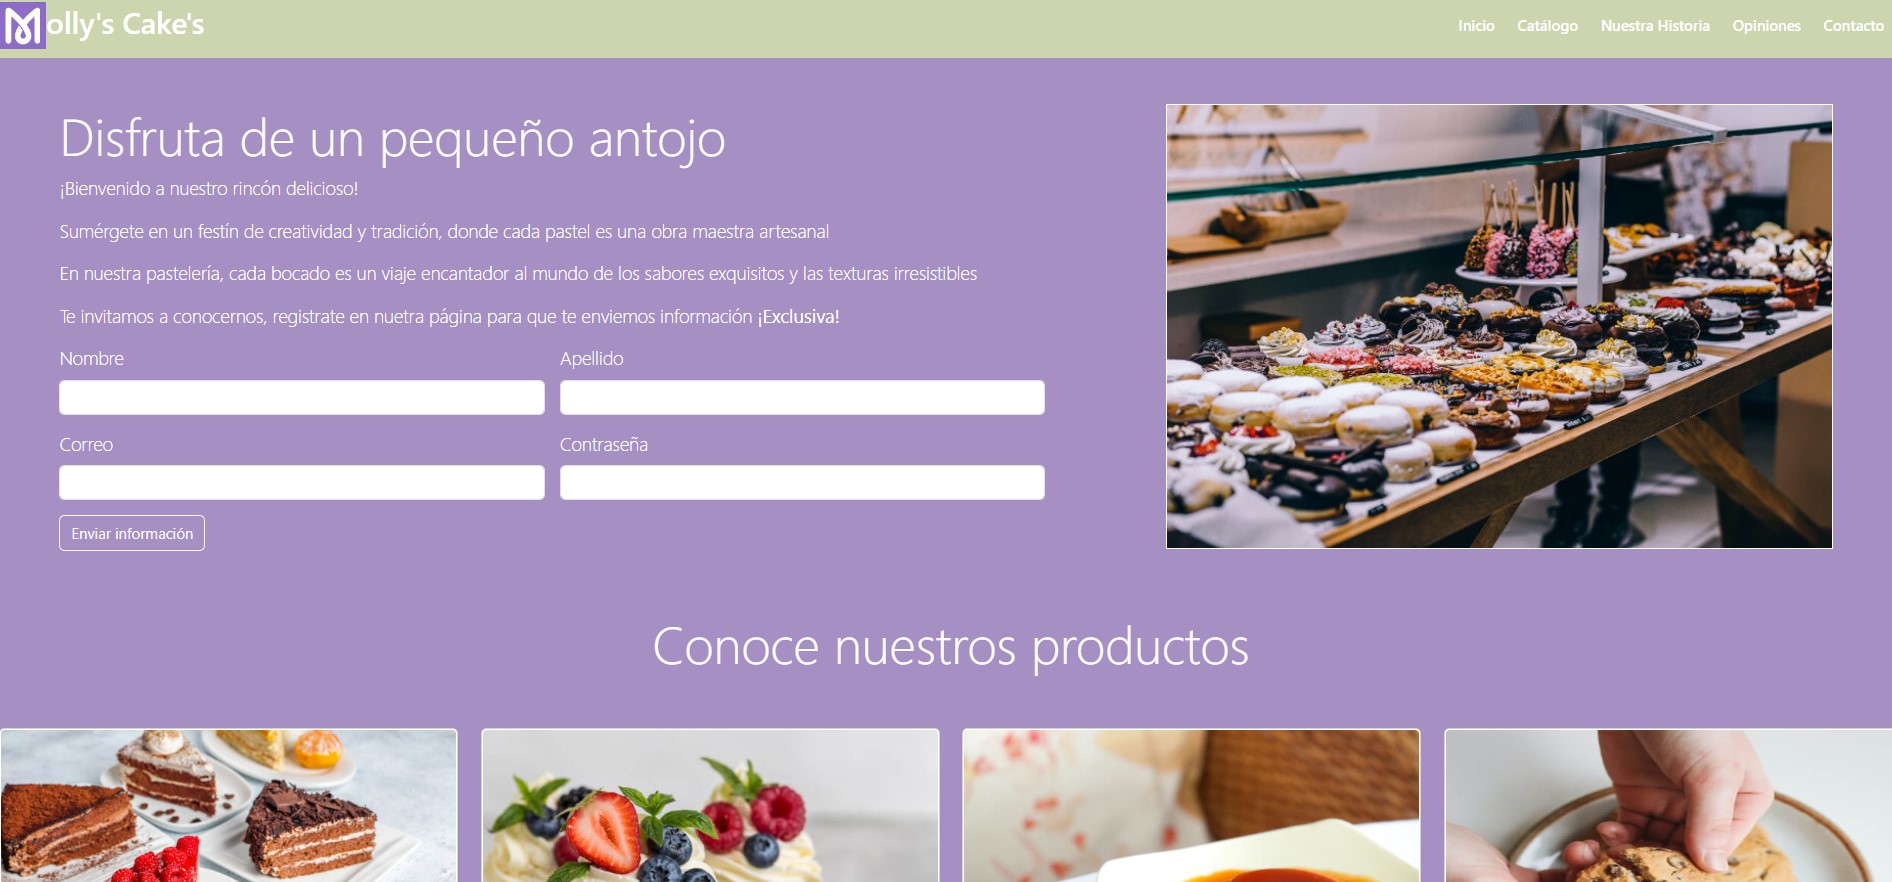 Molly's Cake's
Inicio Catálogo Nuestra Historia Opiniones Contacto
Disfruta de un pequeño antojo
¡Bienvenido a nuestro rincón delicioso!
Sumérgete en un festín de creatividad y tradición, donde cada pastel es una obra maestra artesanal
En nuestra pastelería, cada bocado es un viaje encantador al mundo de los sabores exquisitos y las texturas irresistibles
Te invitamos a conocernos, registrate en nuetra página para que te enviemos información ¡Exclusiva!
Nombre Apellido
Correo Contraseña
Enviar información
Conoce nuestros productos